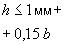 h ≤ 1 мм +
+ 0,15 b